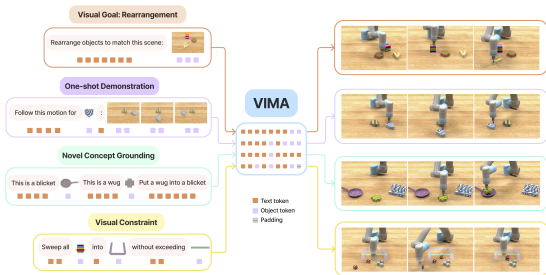 Visual Goal: Rearrangement
Rearrange objects to match this scene:
One-shot Demonstration
Follow this motion for :
Novel Concept Grounding
This is a blicket This is a wug Put a wug into a blicket
Visual Constraint
Sweep all into without exceeding
VIMA
Text token
Object token
Padding